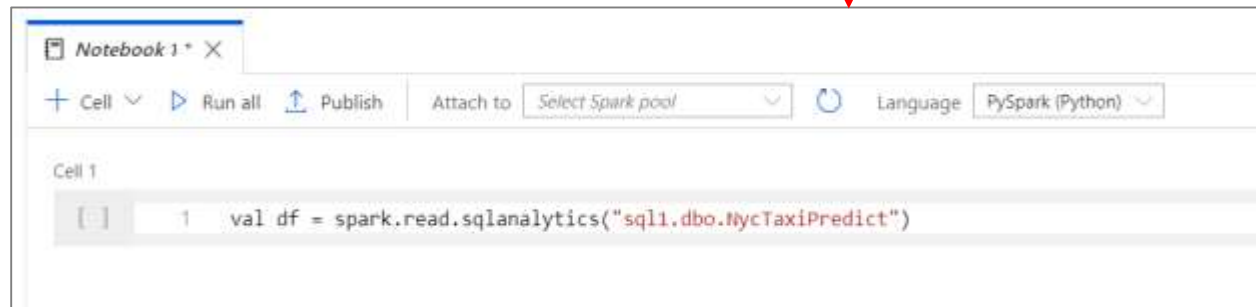 Notebook 1 *
Cell Run all Publish Attach to Select Spark pool Language PySpark (Python)
Cell 1
[ ] 1 val df = spark.read.sqlanalytics("sql1.dbo.NycTaxiPredict")